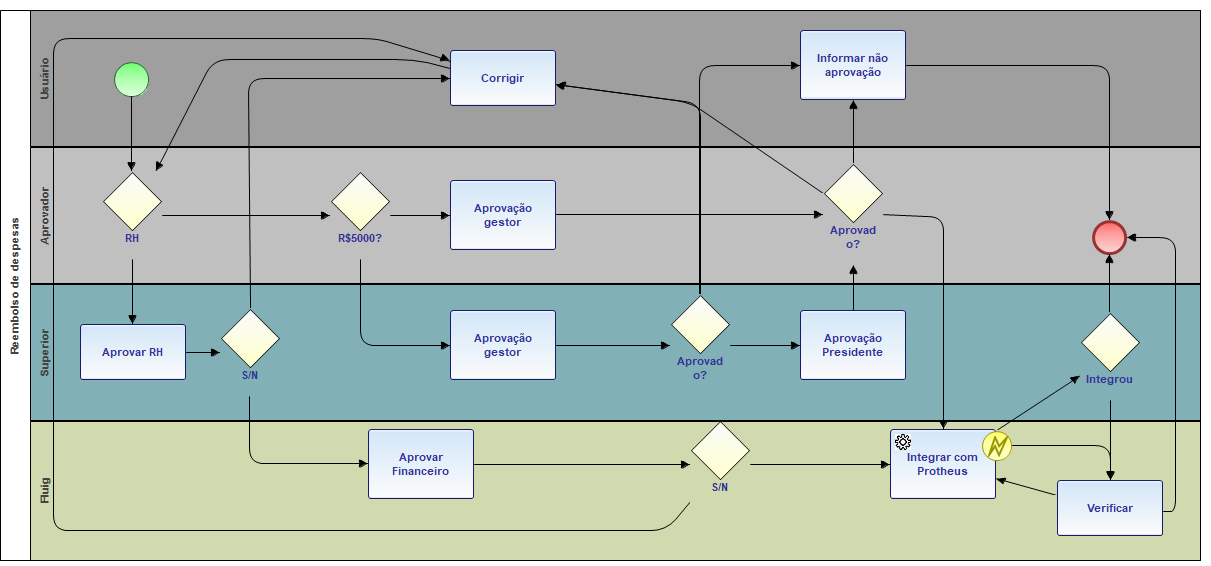 Reembolso de despesas
Usuário
Corrigir
Informar não
aprovação
Aprovador
RH
R$5000?
Aprovação
gestor
Aprovad
o?
Superior
Aprovar RH
S/N
Aprovação
gestor
Aprovad
o?
Aprovação
Presidente
Integrou
Fluig
Aprovar
Financeiro
S/N
Integrar com
Protheus
Verificar